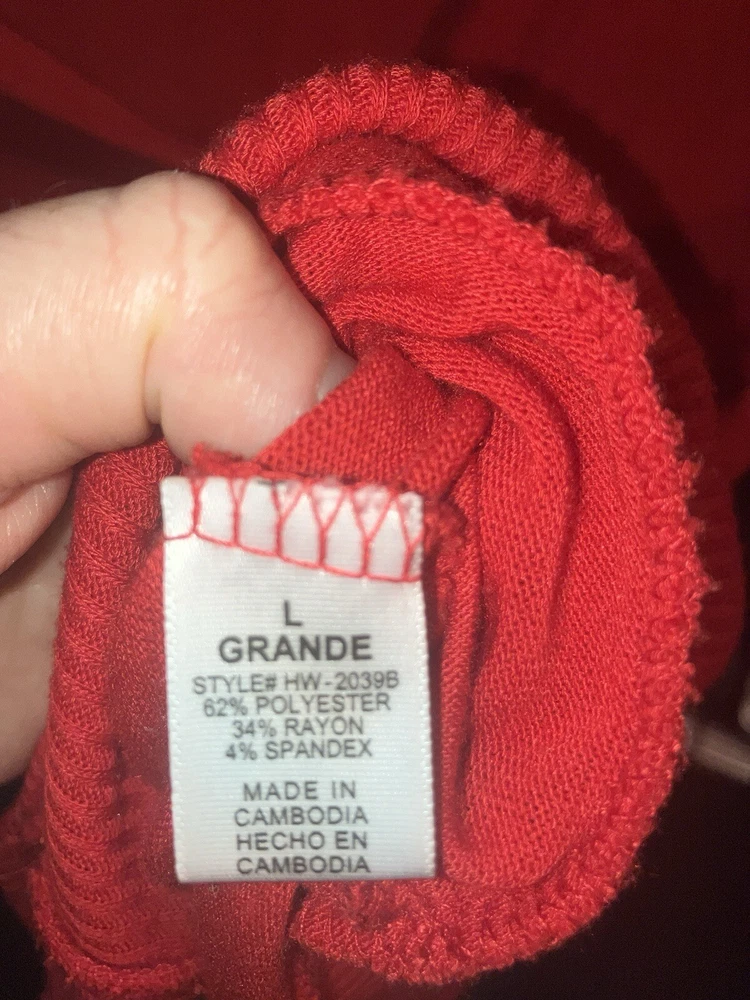 L
GRANDE
STYLE# HW-2039B
62% POLYESTER
34% RAYON
4% SPANDEX
MADE IN
CAMBODIA
HECHO EN
CAMBODIA